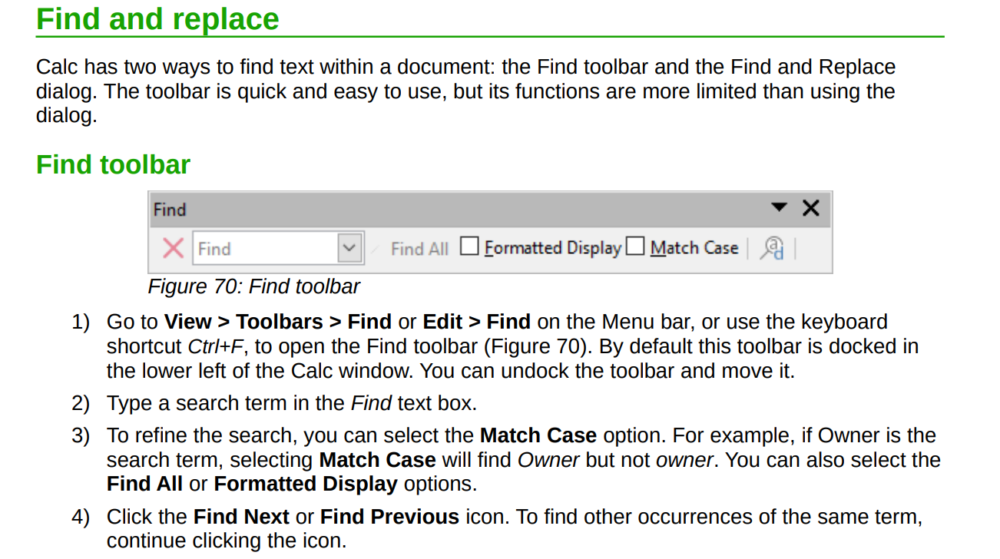 Find and replace
Calc has two ways to find text within a document: the Find toolbar and the Find and Replace
dialog. The toolbar is quick and easy to use, but its functions are more limited than using the
dialog.
Find toolbar
Find
Find Find All Formatted Display Match Case
Figure 70: Find toolbar
1) Go to View > Toolbars > Find or Edit > Find on the Menu bar, or use the keyboard
shortcut Ctrl+F, to open the Find toolbar (Figure 70). By default this toolbar is docked in
the lower left of the Calc window. You can undock the toolbar and move it.
2) Type a search term in the Find text box.
3) To refine the search, you can select the Match Case option. For example, if Owner is the
search term, selecting Match Case will find Owner but not owner. You can also select the
Find All or Formatted Display options.
4) Click the Find Next or Find Previous icon. To find other occurrences of the same term,
continue clicking the icon.